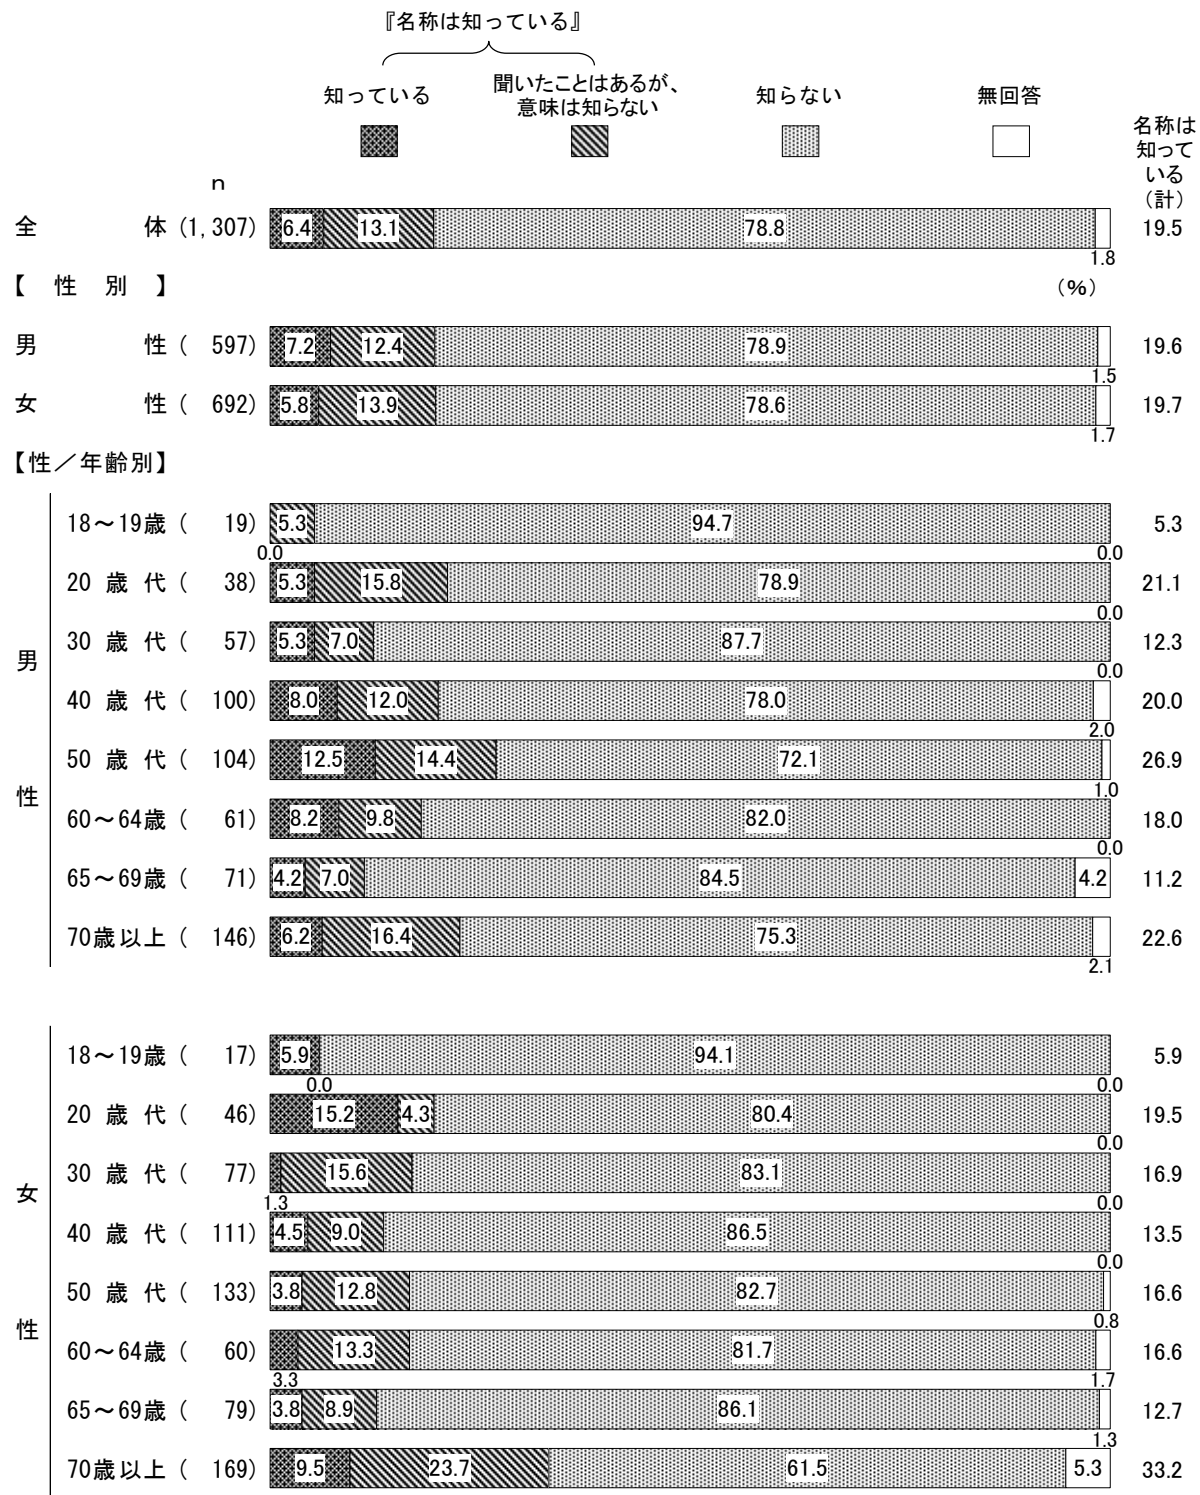 『名称は知っている』
知っている
聞いたことはあるが、
意味は知らない
知らない
無回答
名称は
知って
いる
（計）
n
全体 (1,307) 6.4 13.1 78.8 1.8 19.5
【 性 別 】 （％）
男性 ( 597) 7.2 12.4 78.9 1.5 19.6
女性 ( 692) 5.8 13.9 78.6 1.7 19.7
【性／年齢別】
男性
18～19歳 ( 19) 0.0 5.3 94.7 0.0 5.3
20歳代 ( 38) 5.3 15.8 78.9 0.0 21.1
30歳代 ( 57) 5.3 7.0 87.7 0.0 12.3
40歳代 ( 100) 8.0 12.0 78.0 2.0 20.0
50歳代 ( 104) 12.5 14.4 72.1 1.0 26.9
60～64歳 ( 61) 8.2 9.8 82.0 0.0 18.0
65～69歳 ( 71) 4.2 7.0 84.5 4.2 11.2
70歳以上 ( 146) 6.2 16.4 75.3 2.1 22.6
女性
18～19歳 ( 17) 5.9 0.0 94.1 0.0 5.9
20歳代 ( 46) 15.2 4.3 80.4 0.0 19.5
30歳代 ( 77) 1.3 15.6 83.1 0.0 16.9
40歳代 ( 111) 4.5 9.0 86.5 0.0 13.5
50歳代 ( 133) 3.8 12.8 82.7 0.8 16.6
60～64歳 ( 60) 3.3 13.3 81.7 1.7 16.6
65～69歳 ( 79) 3.8 8.9 86.1 1.3 12.7
70歳以上 ( 169) 9.5 23.7 61.5 5.3 33.2